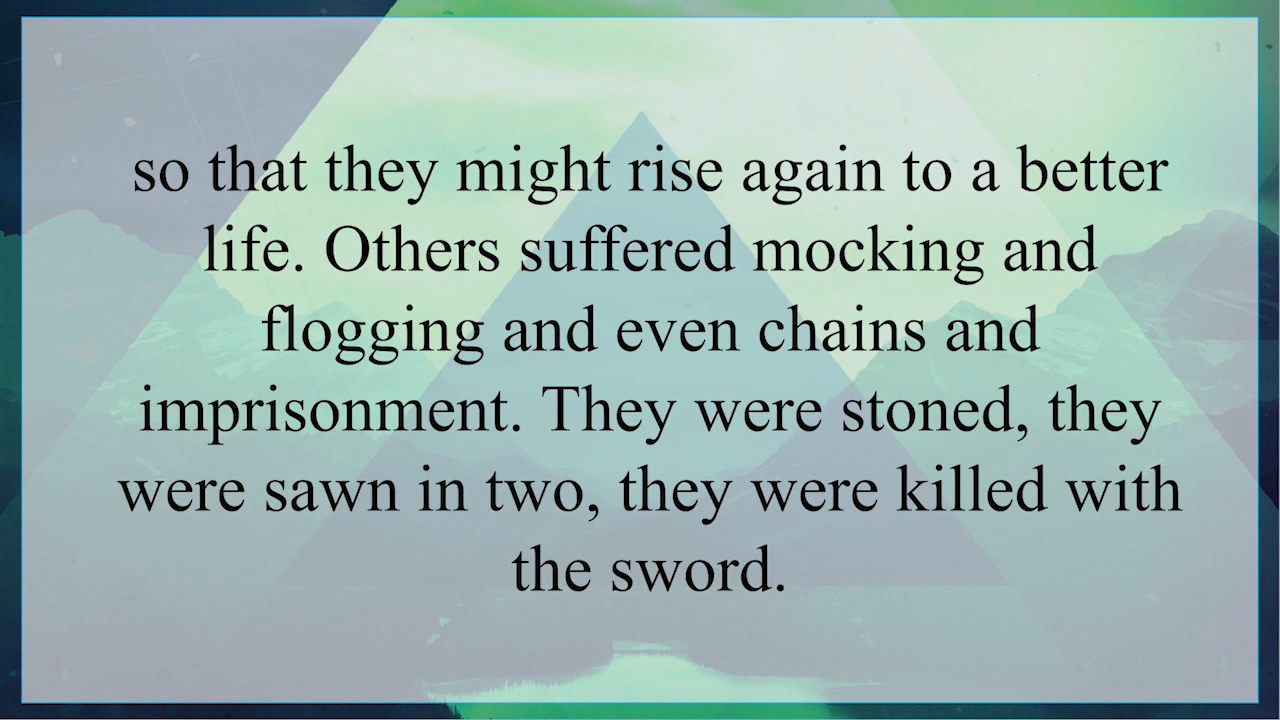 so that they might rise again to a better
life. Others suffered mocking and
flogging and even chains and
imprisonment. They were stoned, they
were sawn in two, they were killed with
the sword.